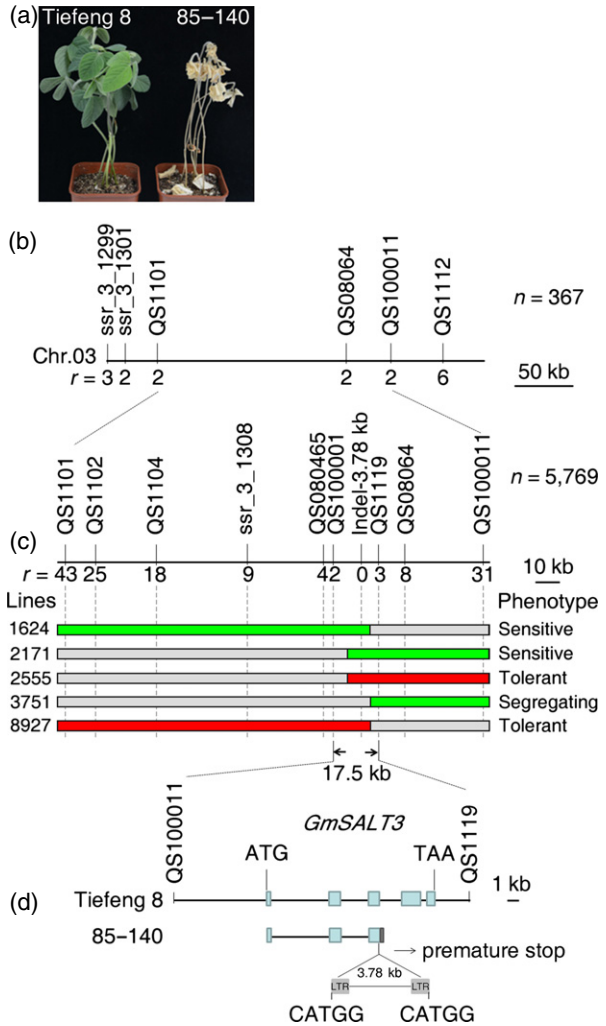 (a)
Tiefeng 8
85–140
(b)
ssr_3_1299
ssr_3_1301
QS1101
QS08064
QS100011
QS1112
n = 367
Chr.03
r = 3 2 2 2 2 6
50 kb
QS1101
QS1102
QS1104
ssr_3_1308
QS080465
QS100001
Indel-3.78 kb
QS1119
QS08064
QS100011
n = 5,769
(c)
r = 43 25 18 9 4 2 0 3 8 31
10 kb
Lines
Phenotype
1624 Sensitive
2171 Sensitive
2555 Tolerant
3751 Segregating
8927 Tolerant
17.5 kb
QS100011
GmSALT3
QS1119
ATG
TAA
1 kb
(d)
Tiefeng 8
85–140
premature stop
3.78 kb
LTR
LTR
CATGG
CATGG